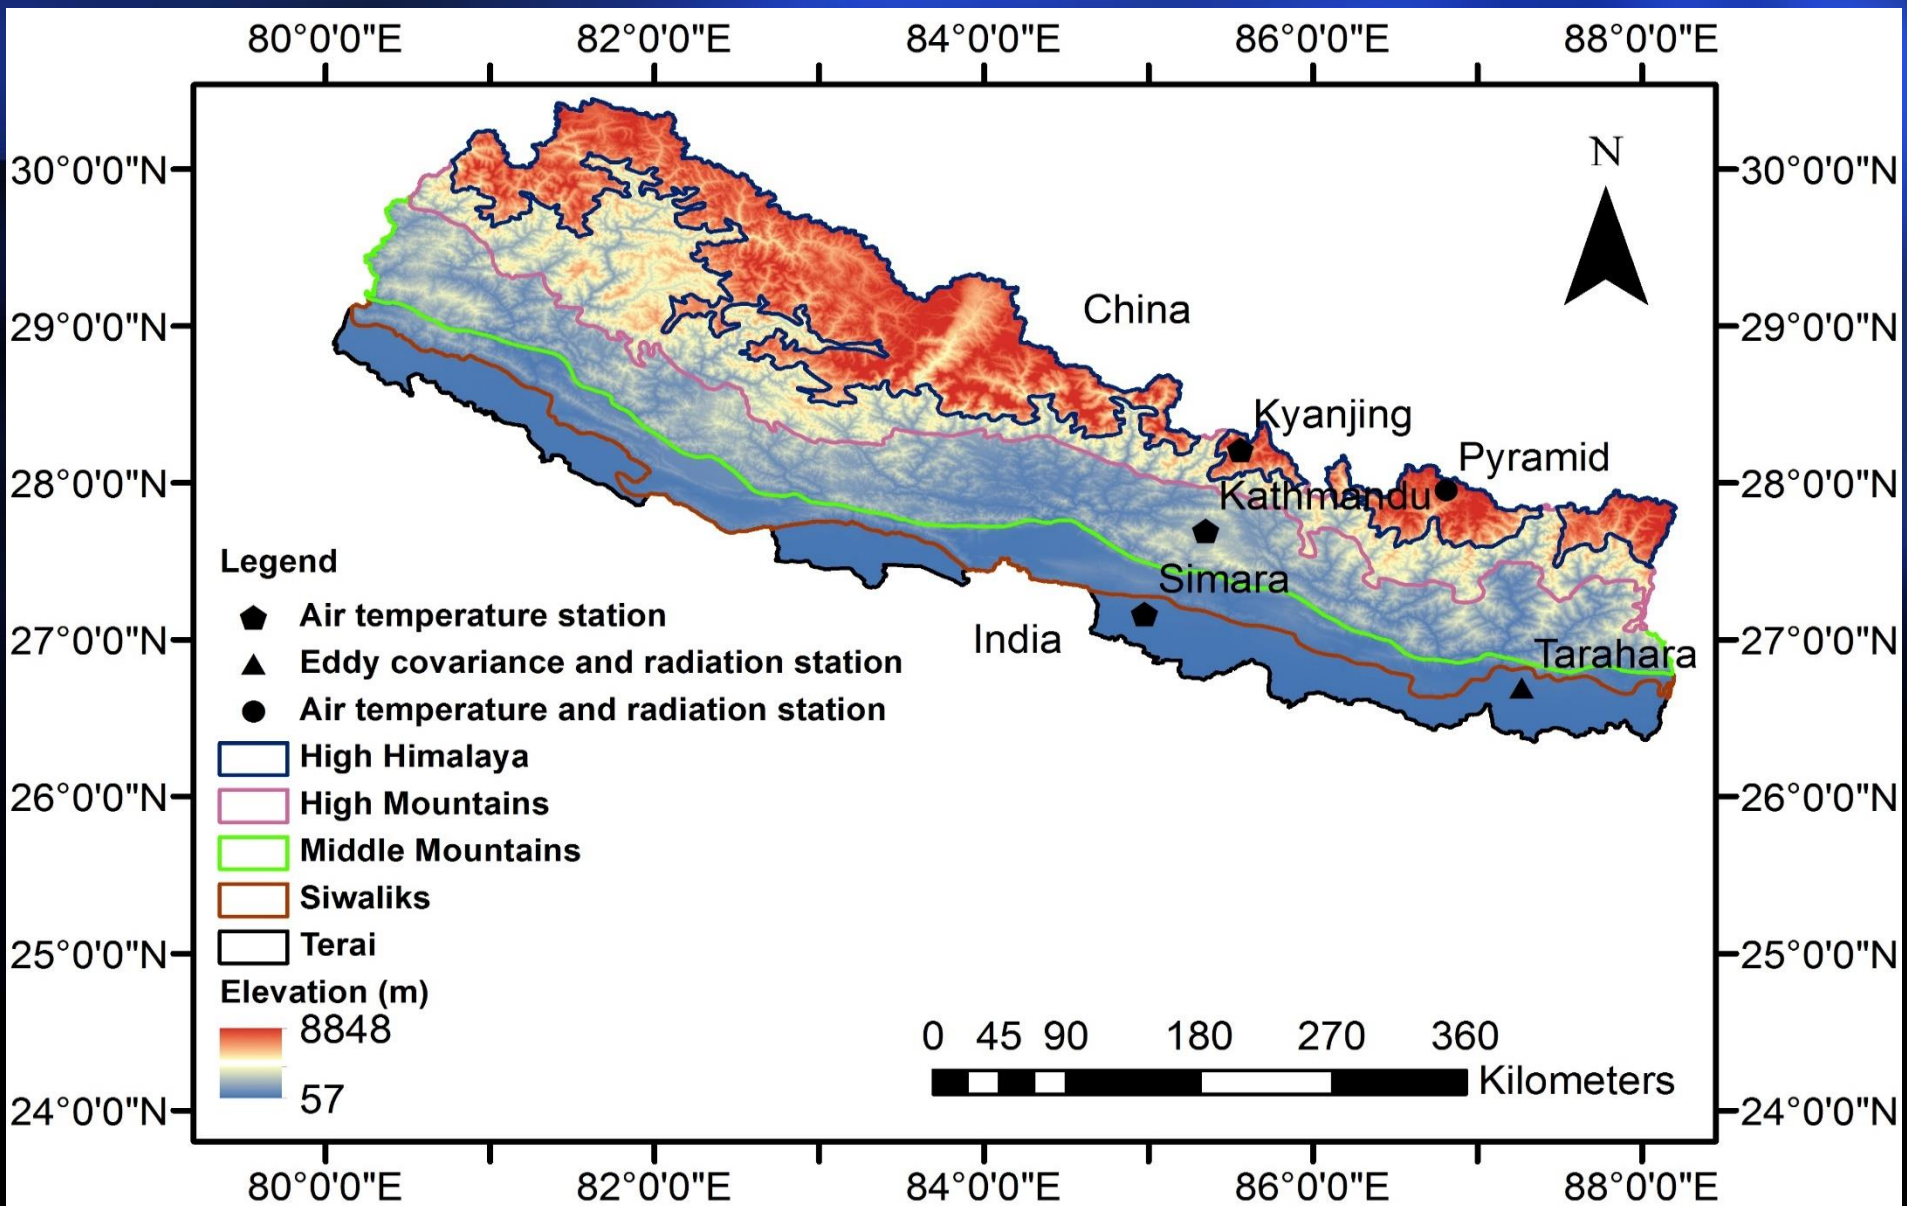 80°0'0"E 82°0'0"E 84°0'0"E 86°0'0"E 88°0'0"E
N
30°0'0"N 30°0'0"N
China
29°0'0"N 29°0'0"N
Kyanjing
Pyramid
28°0'0"N 28°0'0"N
Kathmandu
Simara
27°0'0"N 27°0'0"N
India
Tarahara
Legend
Air temperature station
Eddy covariance and radiation station
Air temperature and radiation station
High Himalaya
26°0'0"N 26°0'0"N
High Mountains
Middle Mountains
Siwaliks
Terai
25°0'0"N 25°0'0"N
Elevation (m)
8848
57
0 45 90 180 270 360
Kilometers
24°0'0"N 24°0'0"N
80°0'0"E 82°0'0"E 84°0'0"E 86°0'0"E 88°0'0"E